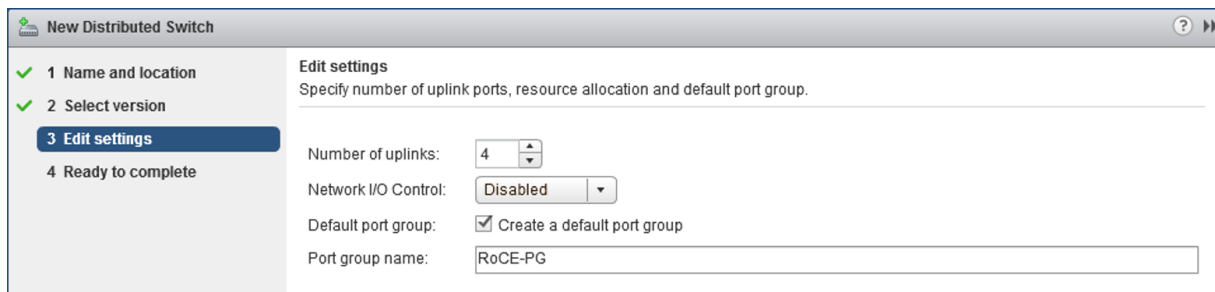 New Distributed Switch
?
1 Name and location
2 Select version
3 Edit settings
4 Ready to complete
Edit settings
Specify number of uplink ports, resource allocation and default port group.
Number of uplinks: 4
Network I/O Control: Disabled
Default port group: Create a default port group
Port group name: RoCE-PG